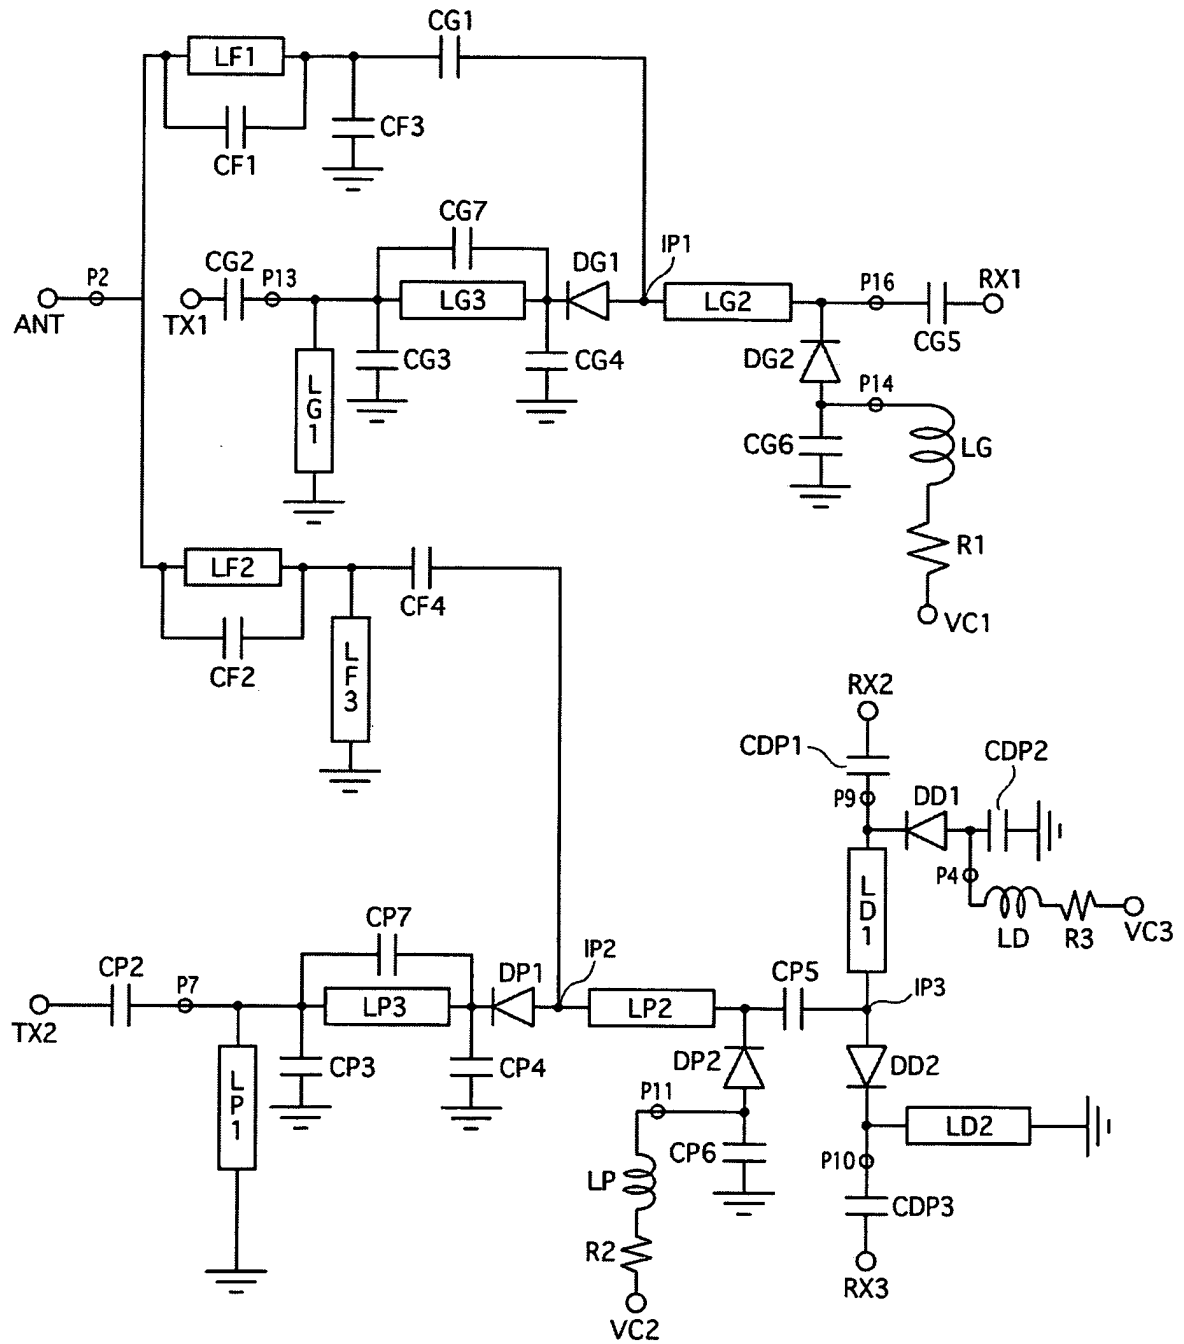 CG1
LF1
CF3
CF1
CG7
IP1
CG2
P13
DG1
RX1
P2
P16
LG3
LG2
ANT
TX1
CG5
CG3
CG4
DG2
P14
LG1
CG6
LG
R1
LF2
CF4
VC1
CF2
LF3
RX2
CDP1
CDP2
P9
DD1
P4
LD1
LD
R3
VC3
CP7
IP2
CP2
DP1
CP5
IP3
P7
LP3
LP2
TX2
CP3
CP4
DP2
DD2
LP1
P11
LD2
CP6
P10
LP
CDP3
R2
RX3
VC2